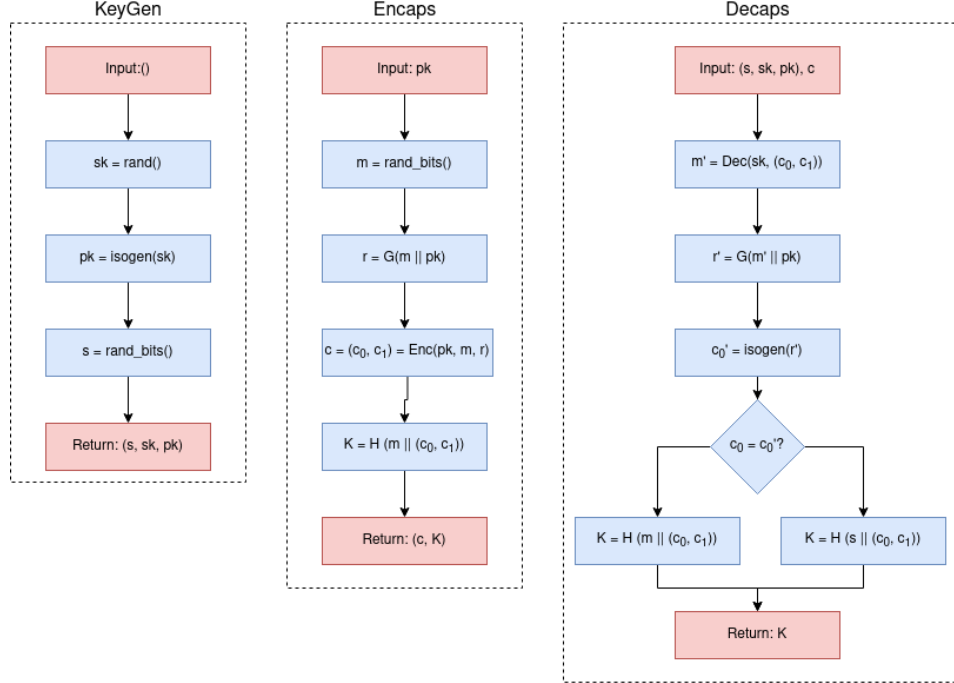 KeyGen
Input:()
sk = rand()
pk = isogen(sk)
s = rand_bits()
Return: (s, sk, pk)
Encaps
Input: pk
m = rand_bits()
r = G(m || pk)
c = (c₀, c₁) = Enc(pk, m, r)
K = H (m || (c₀, c₁))
Return: (c, K)
Decaps
Input: (s, sk, pk), c
m' = Dec(sk, (c₀, c₁))
r' = G(m' || pk)
c₀' = isogen(r')
c₀ = c₀'?
K = H (m || (c₀, c₁))
K = H (s || (c₀, c₁))
Return: K